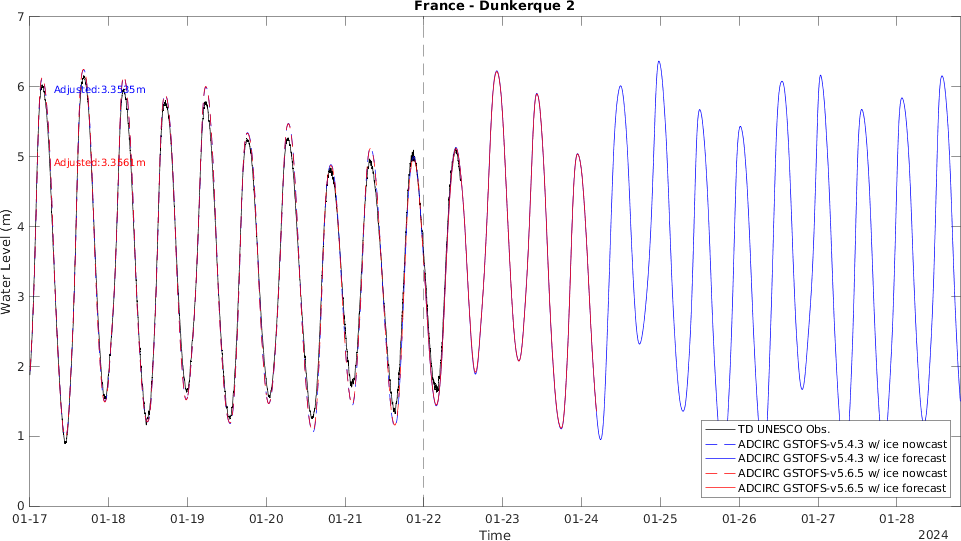 France - Dunkerque 2
7
6
5
4
3
2
1
0
Water Level (m)
Adjusted:3.3535m
Adjusted:3.3661m
TD UNESCO Obs.
ADCIRC GSTOFS-v5.4.3 w/ ice nowcast
ADCIRC GSTOFS-v5.4.3 w/ ice forecast
ADCIRC GSTOFS-v5.6.5 w/ ice nowcast
ADCIRC GSTOFS-v5.6.5 w/ ice forecast
01-17 01-18 01-19 01-20 01-21 01-22 01-23 01-24 01-25 01-26 01-27 01-28
Time
2024